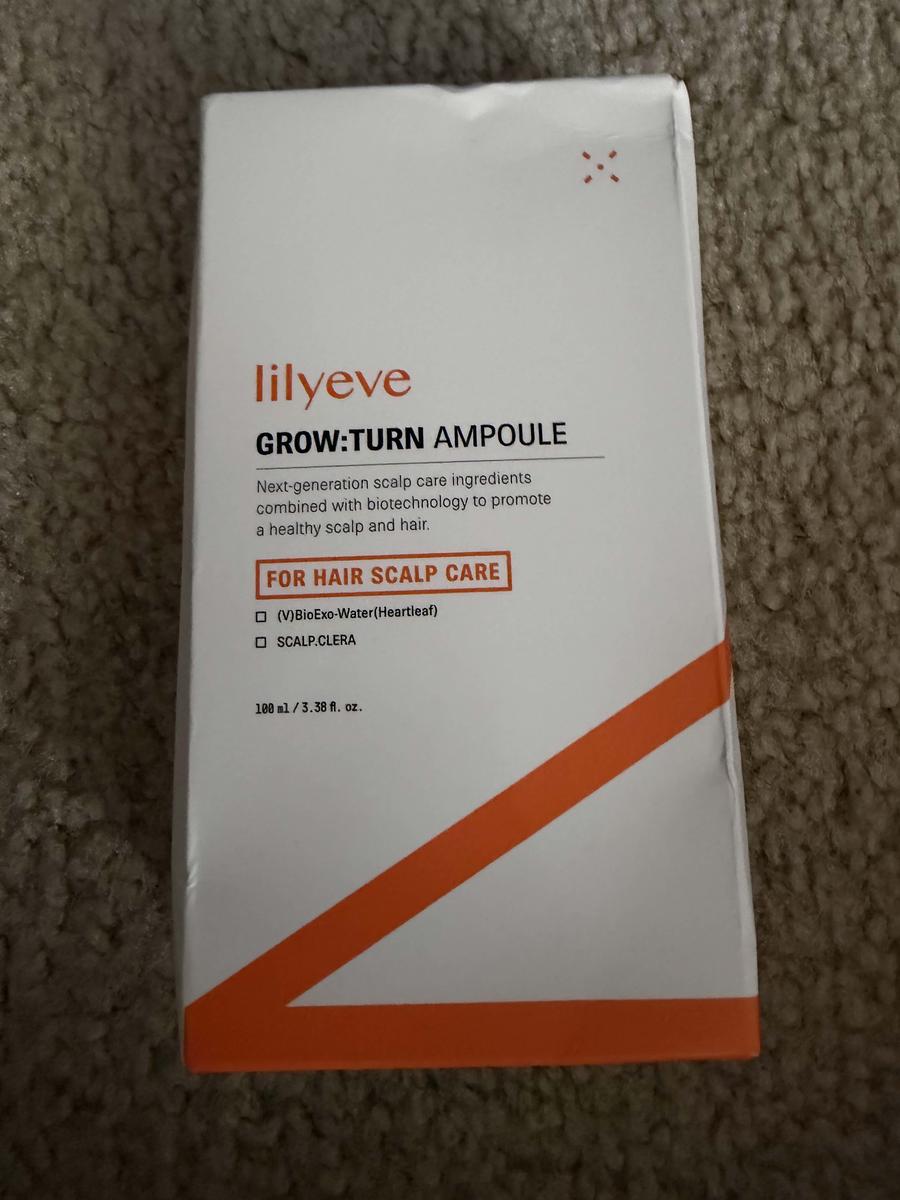 lilyeve
GROW:TURN AMPOULE
Next-generation scalp care ingredients
combined with biotechnology to promote
a healthy scalp and hair.
FOR HAIR SCALP CARE
(V)BioExo-Water(Heartleaf)
SCALP.CLERA
100 ml / 3.38 fl. oz.